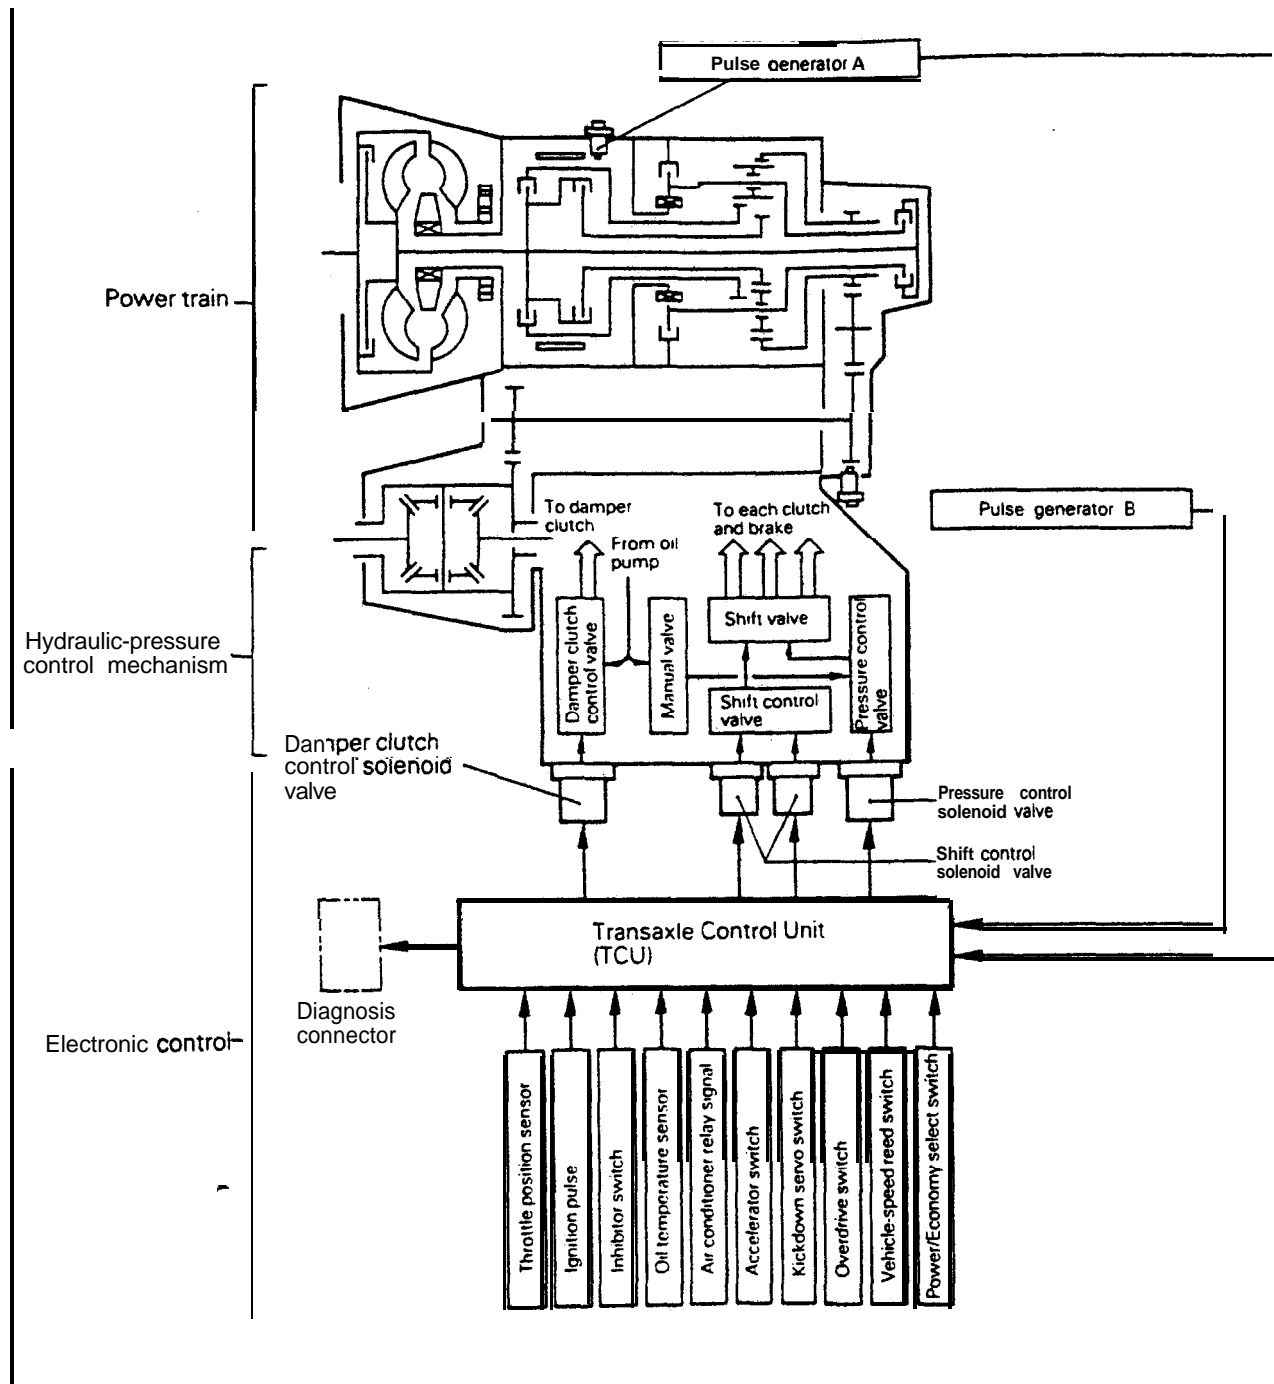 Pulse generator A
Power train
Pulse generator B
To damper
clutch
To each clutch
and brake
From oil
pump
Damper clutch
control valve
Manual valve
Shift valve
Shift control
valve
Pressure control
valve
Hydraulic-pressure
control mechanism
Damper clutch
control solenoid
valve
Pressure control
solenoid valve
Shift control
solenoid valve
Transaxle Control Unit
(TCU)
Diagnosis
connector
Electronic control
Throttle position sensor
Ignition pulse
Inhibitor switch
Oil temperature sensor
Air conditioner relay signal
Accelerator switch
Kickdown servo switch
Overdrive switch
Vehicle-speed reed switch
Power/Economy select switch